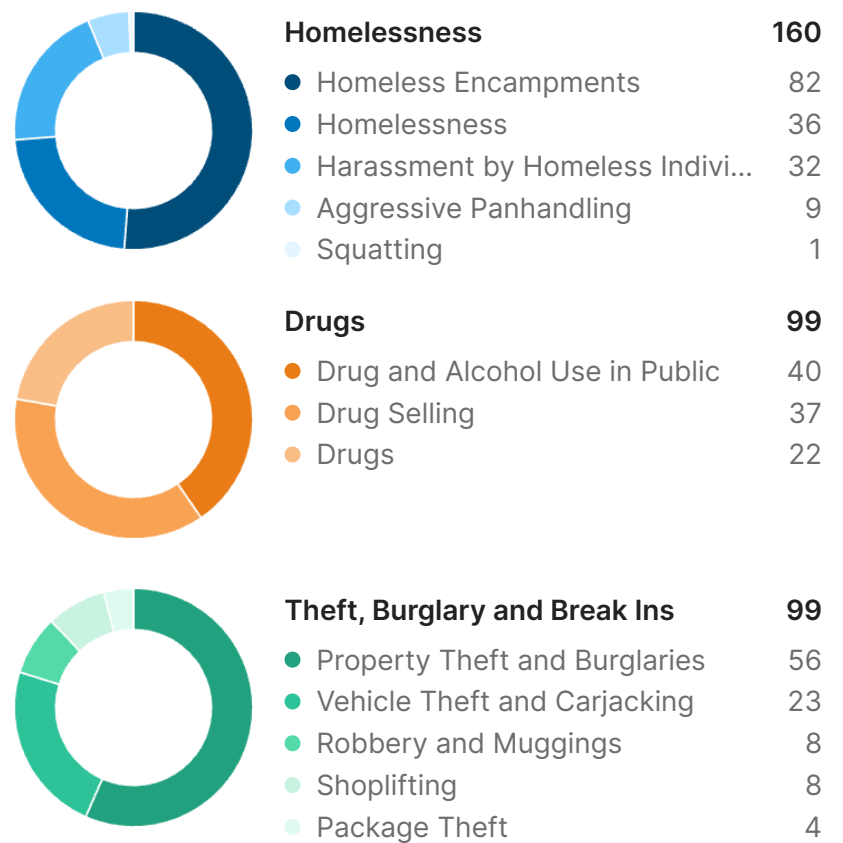 Homelessness 160
Homeless Encampments 82
Homelessness 36
Harassment by Homeless Indivi... 32
Aggressive Panhandling 9
Squatting 1
Drugs 99
Drug and Alcohol Use in Public 40
Drug Selling 37
Drugs 22
Theft, Burglary and Break Ins 99
Property Theft and Burglaries 56
Vehicle Theft and Carjacking 23
Robbery and Muggings 8
Shoplifting 8
Package Theft 4